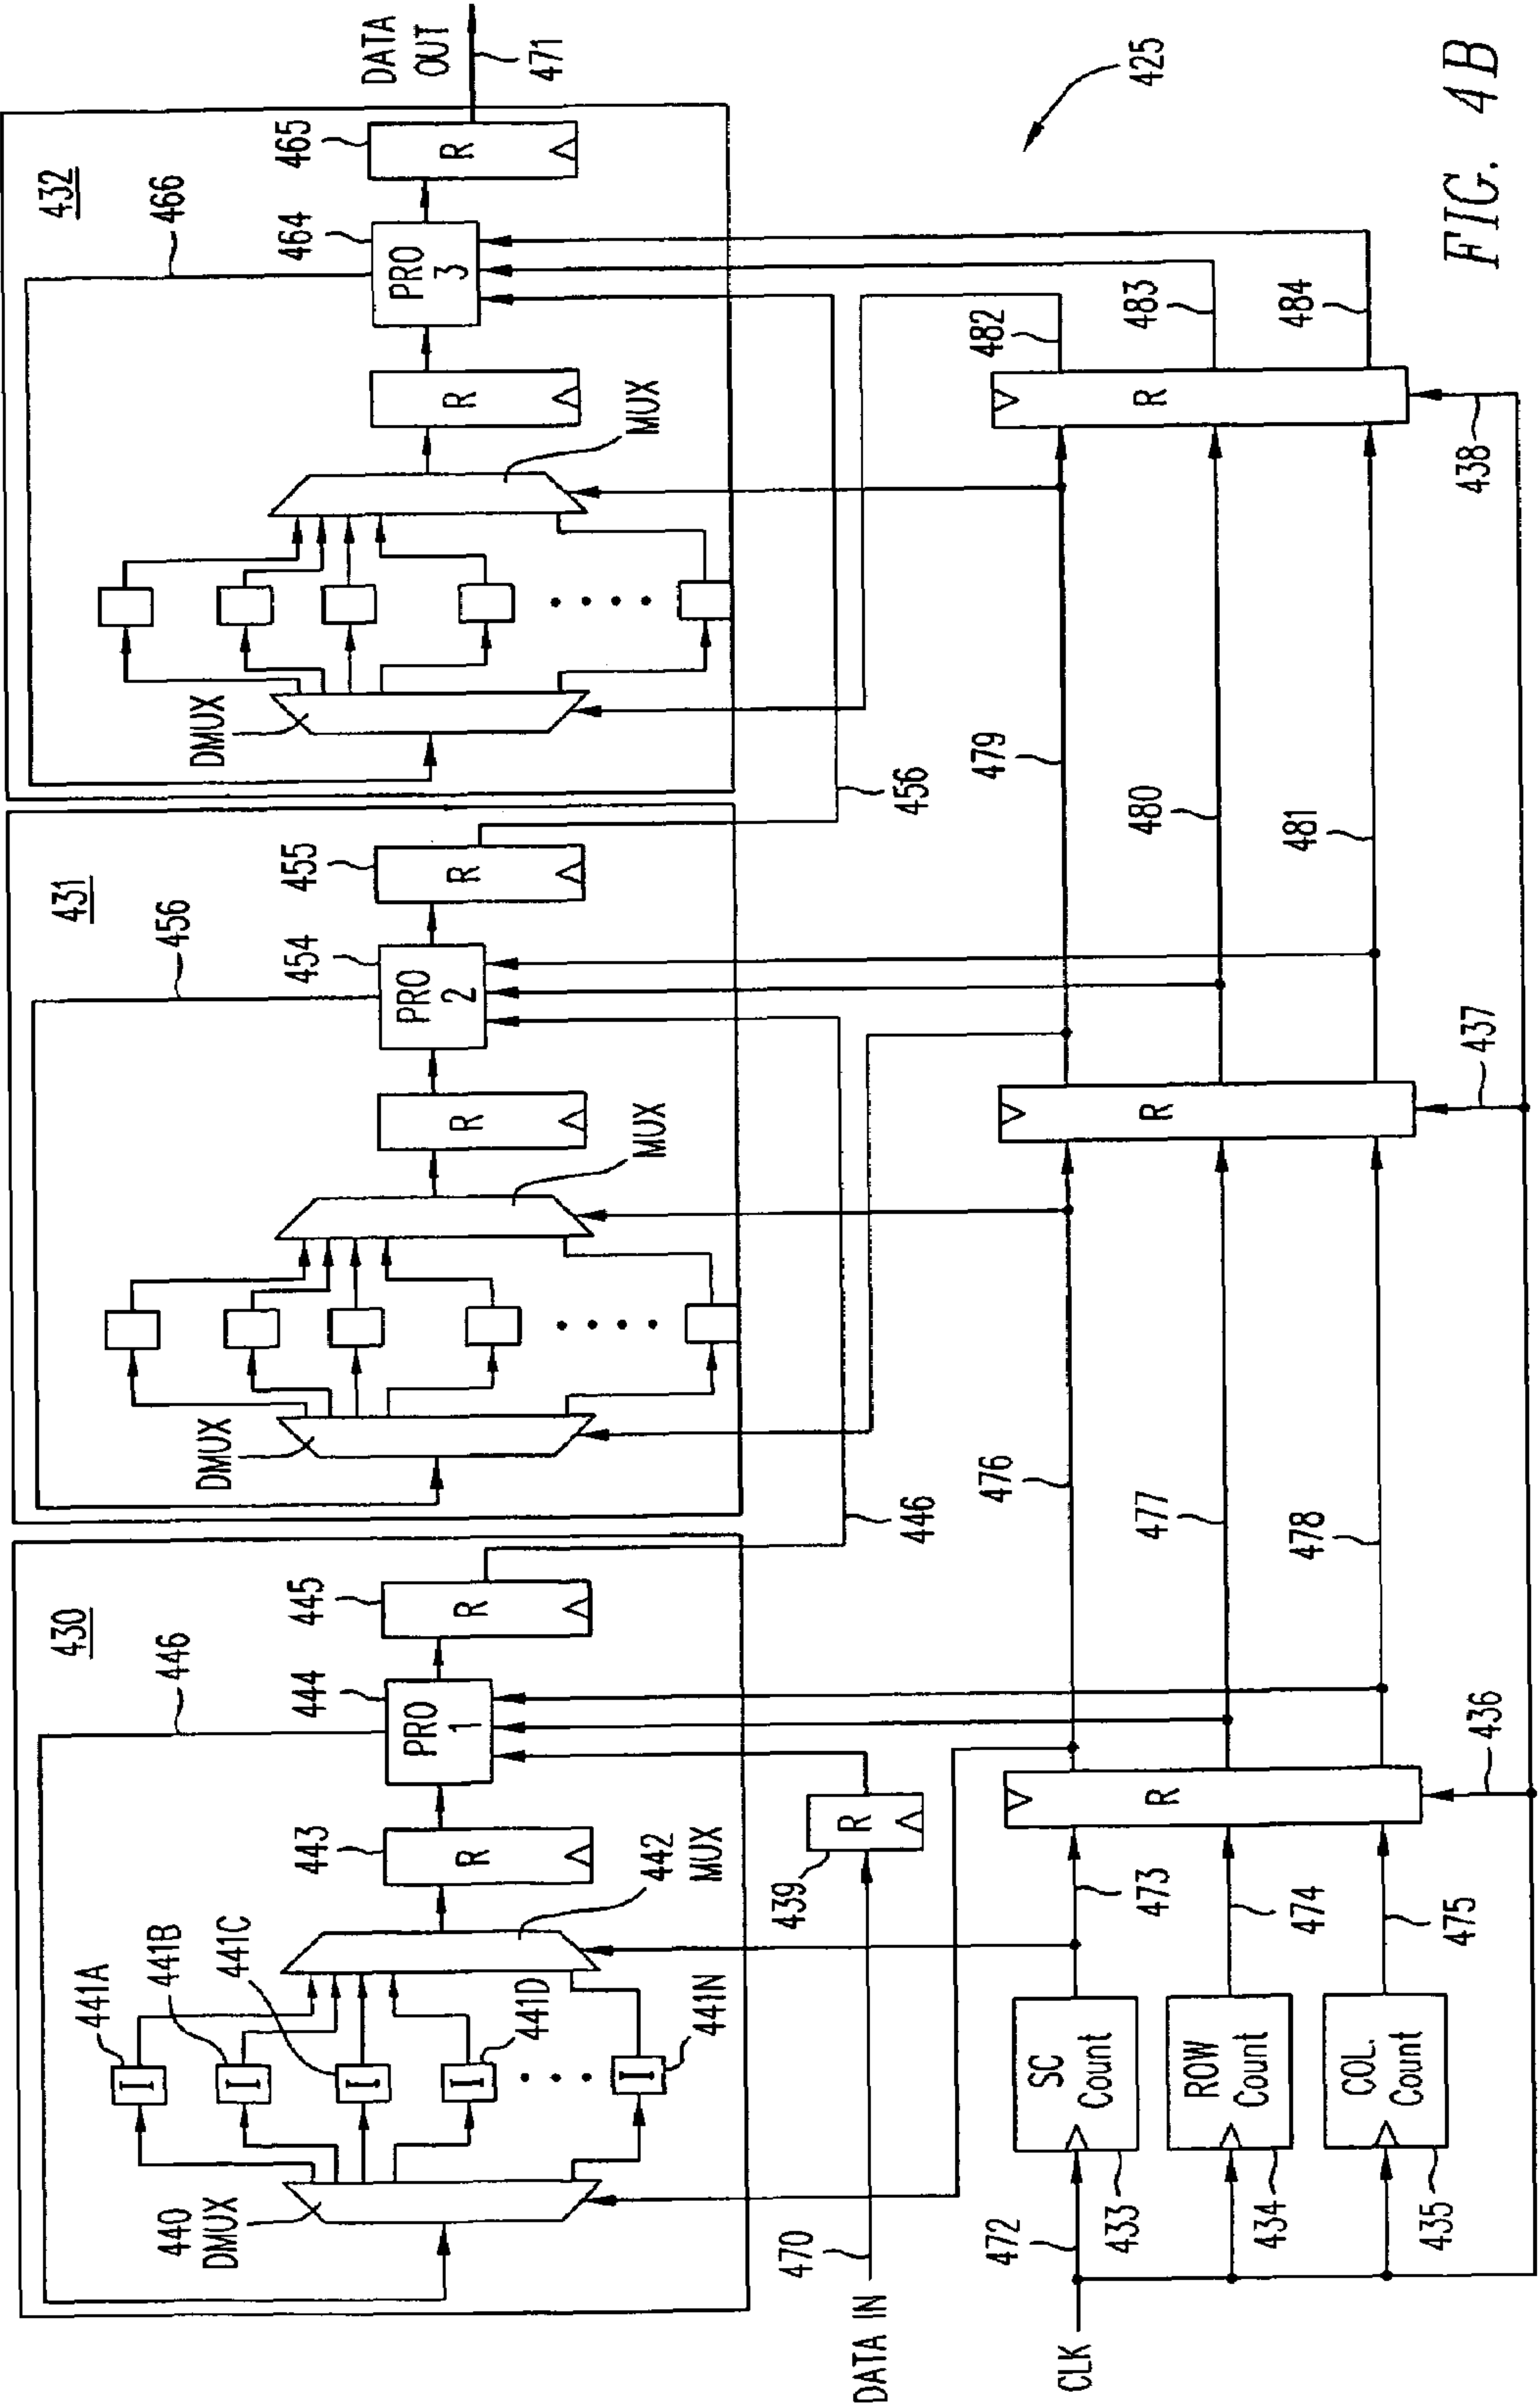 430
446
440
DMUX
441A
441B
441C
441D
441N
I
I
I
I
I
442
MUX
443
R
444
PRO
1
445
R
446
431
456
DMUX
MUX
R
454
PRO
2
455
R
456
432
466
DMUX
MUX
R
464
PRO
3
465
R
DATA
OUT
471
DATA IN
470
439
R
CLK
472
433
SC
Count
434
ROW
Count
435
COL.
Count
473
474
475
R
436
476
477
478
R
437
479
480
481
R
438
482
483
484
425
FIG. 4B